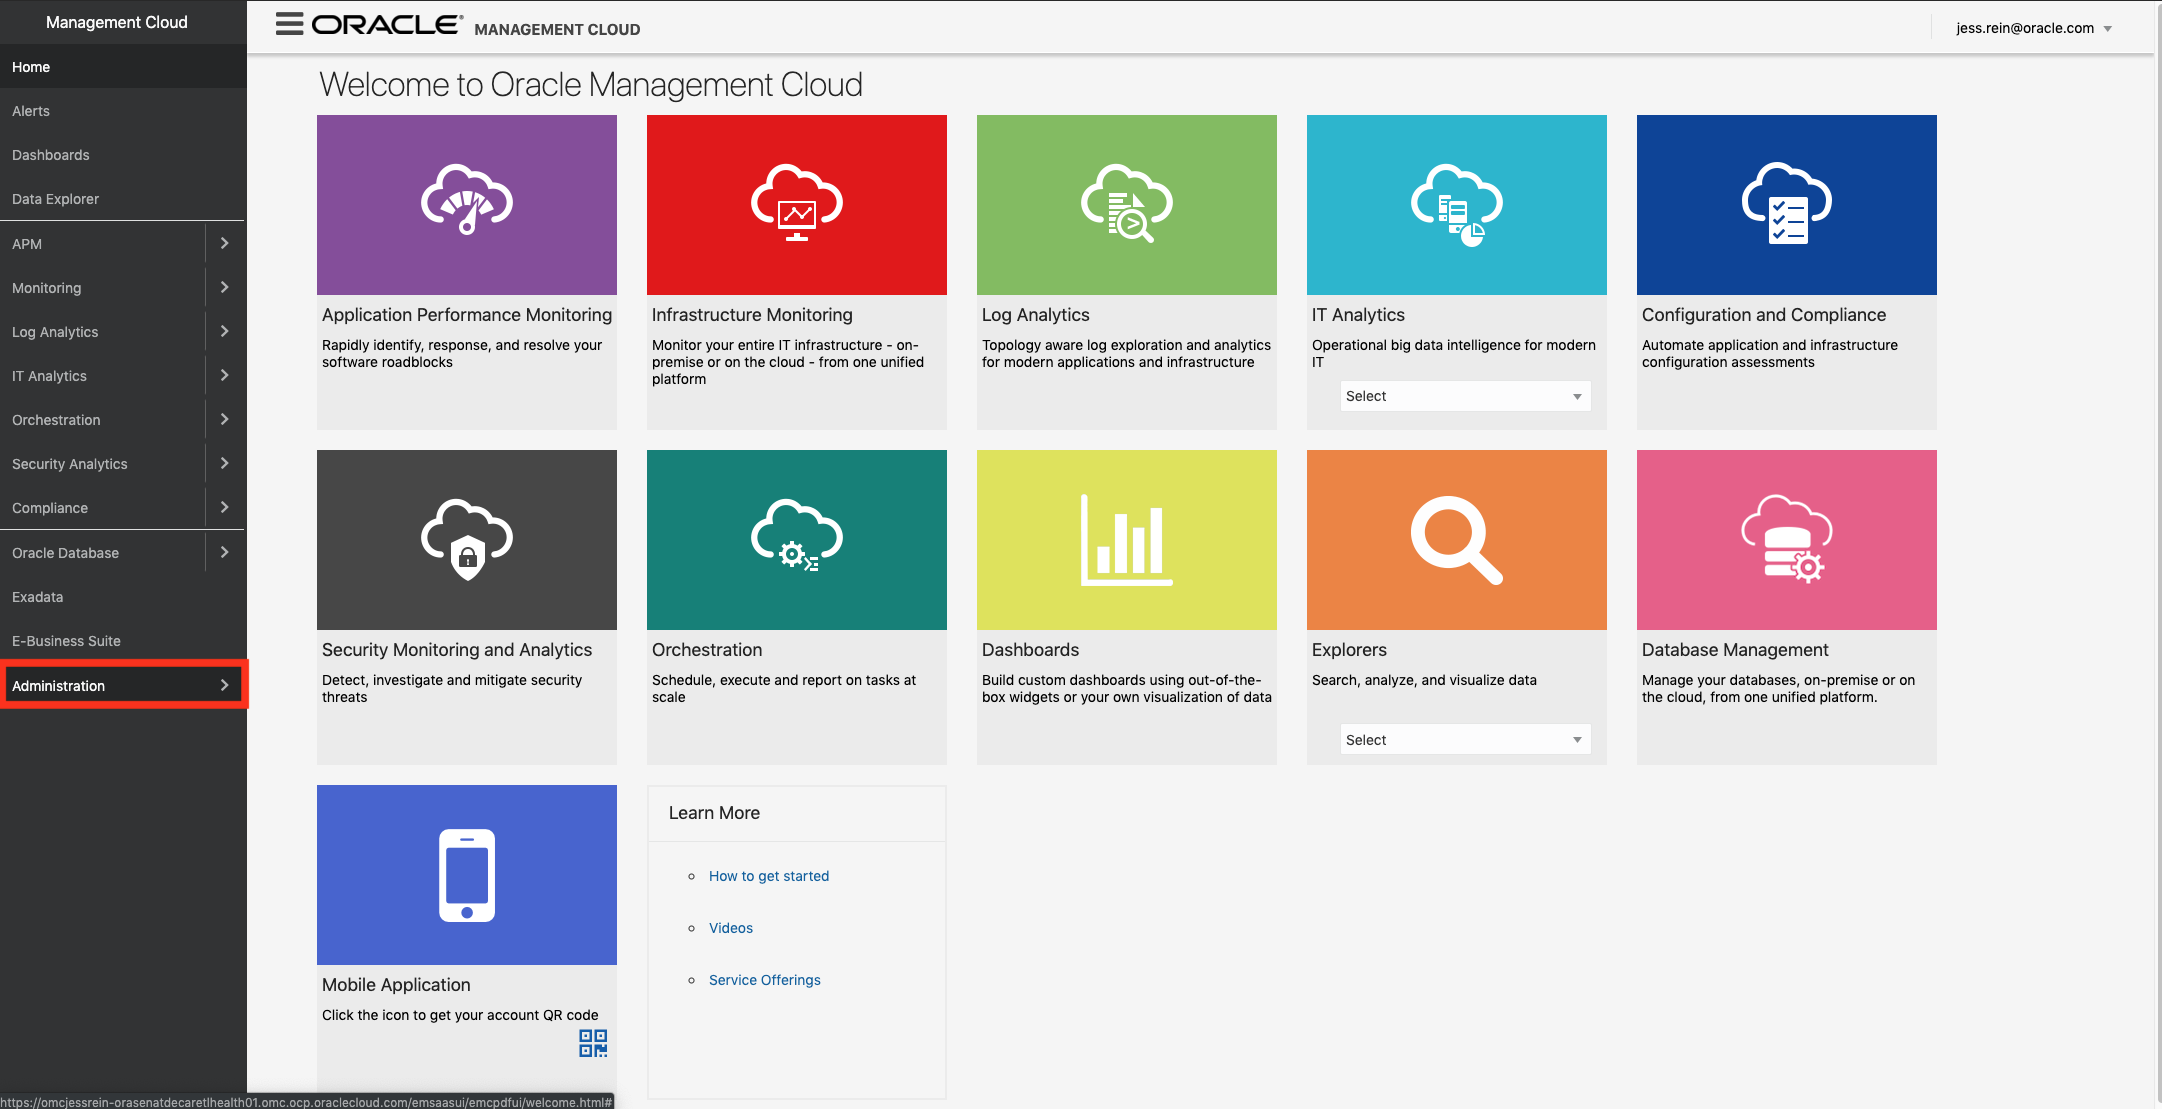 Management Cloud
Home
Alerts
Dashboards
Data Explorer
APM
Monitoring
Log Analytics
IT Analytics
Orchestration
Security Analytics
Compliance
Oracle Database
Exadata
E-Business Suite
Administration
ORACLE® MANAGEMENT CLOUD
jess.rein@oracle.com
Welcome to Oracle Management Cloud
Application Performance Monitoring
Rapidly identify, response, and resolve your
software roadblocks
Infrastructure Monitoring
Monitor your entire IT infrastructure - on-
premise or on the cloud - from one unified
platform
Log Analytics
Topology aware log exploration and analytics
for modern applications and infrastructure
IT Analytics
Operational big data intelligence for modern
IT
Select
Configuration and Compliance
Automate application and infrastructure
configuration assessments
Security Monitoring and Analytics
Detect, investigate and mitigate security
threats
Orchestration
Schedule, execute and report on tasks at
scale
Dashboards
Build custom dashboards using out-of-the-
box widgets or your own visualization of data
Explorers
Search, analyze, and visualize data
Select
Database Management
Manage your databases, on-premise or on
the cloud, from one unified platform.
Mobile Application
Click the icon to get your account QR code
Learn More
How to get started
Videos
Service Offerings
https://omcjessrein-orasenatdecaretlhealth01.omc.ocp.oraclecloud.com/emsaasui/emcpdfui/welcome.html#